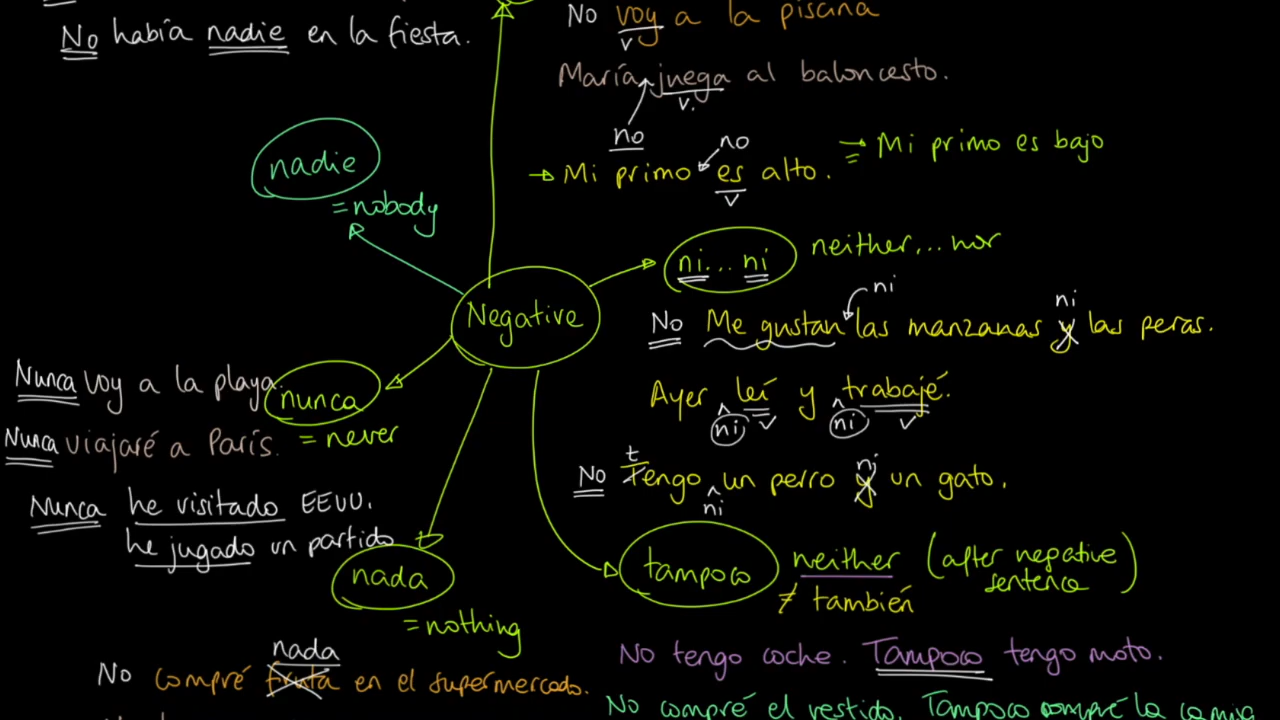 No había nadie en la fiesta.
nadie
= nobody
No voy a la piscina
v
María juega al baloncesto.
v.
no
no
→ Mi primo es alto.
v
→ Mi primo es bajo
Negative
ni... ni
neither... nor
ni
ni
No Me gustan las manzanas y las peras.
Ayer leí y trabajé.
ni
v
ni
v
t
ni
No Tengo un perro y un gato.
ni
Nunca voy a la playa.
nunca
= never
Nunca viajaré a París.
Nunca he visitado EEUU.
he jugado un partido
nada
= nothing
nada
No compré fruta en el supermercado.
tampoco
neither (after negative
sentence)
≠ también
No tengo coche. Tampoco tengo moto.
No compré el vestido. Tampoco compré la